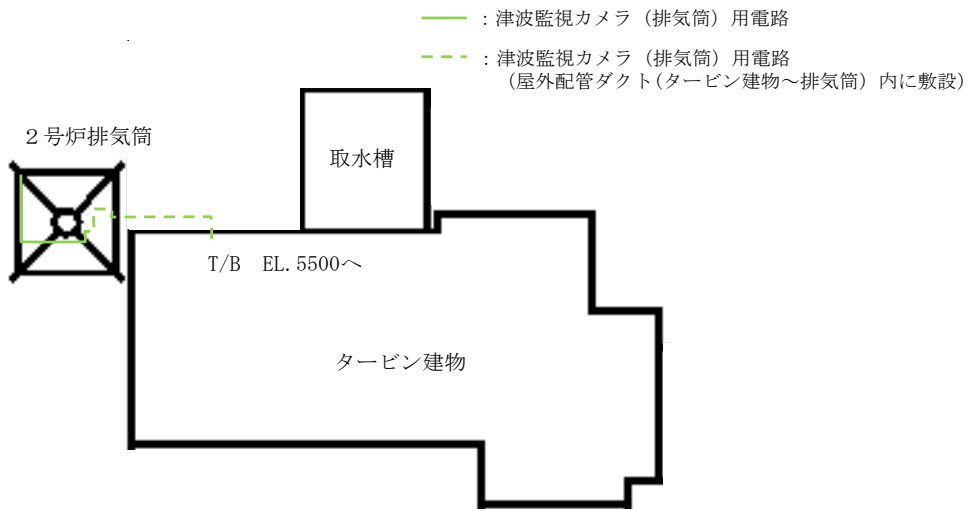 ：津波監視カメラ（排気筒）用電路
：津波監視カメラ（排気筒）用電路
（屋外配管ダクト(タービン建物～排気筒）内に敷設）
２号炉排気筒
取水槽
T/B　EL.5500へ
タービン建物